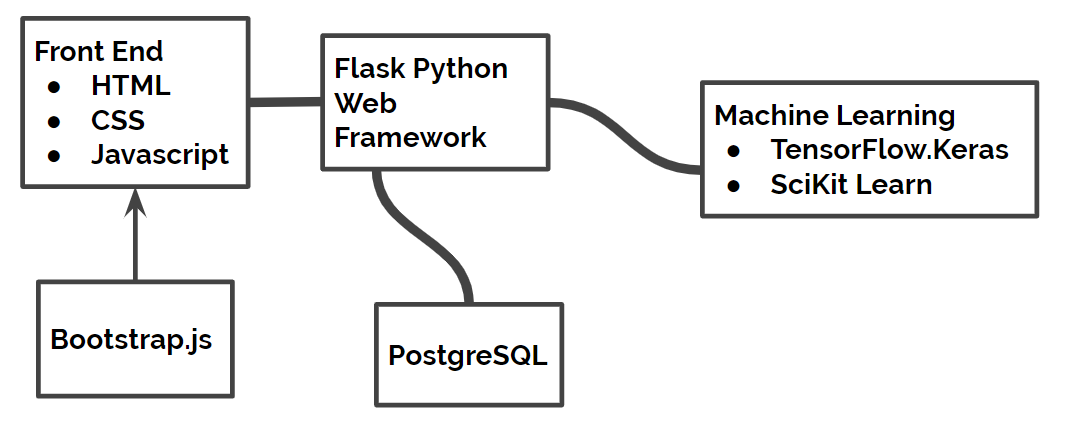 Front End
● HTML
● CSS
● Javascript
Flask Python
Web
Framework
Machine Learning
● TensorFlow.Keras
● SciKit Learn
Bootstrap.js
PostgreSQL